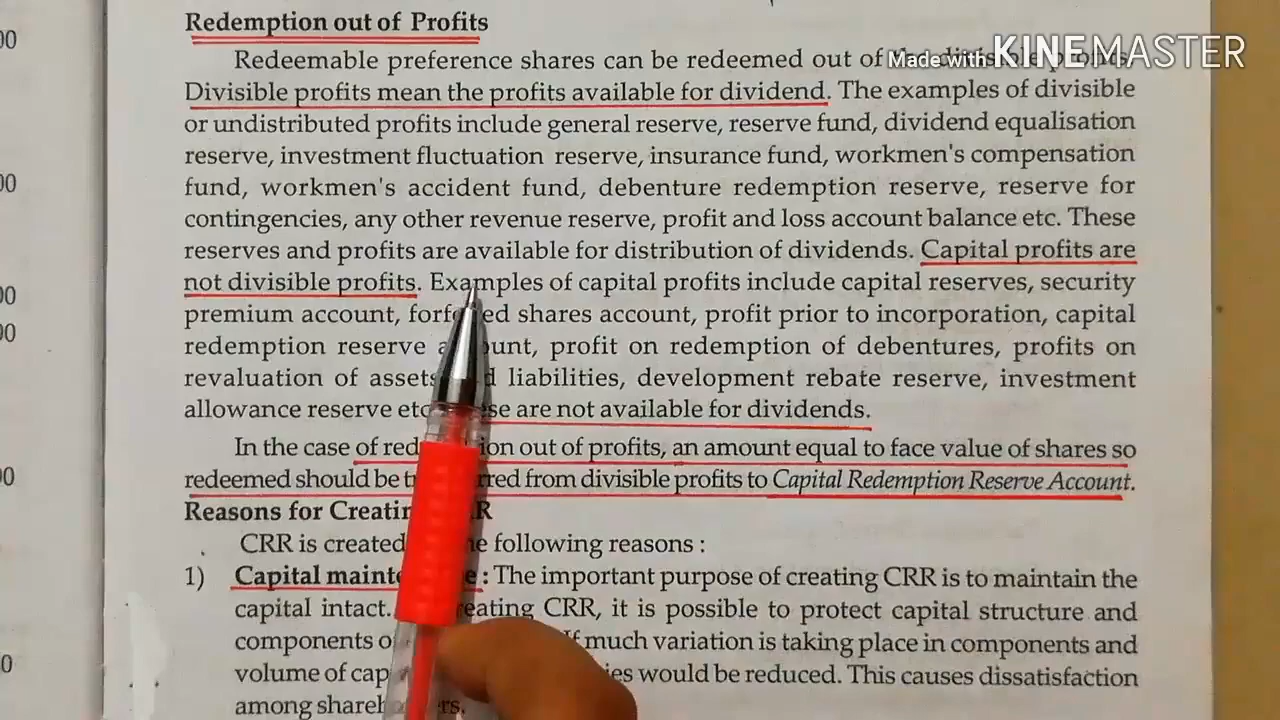 Redemption out of Profits
Made with KINEMASTER
Redeemable preference shares can be redeemed out of
Divisible profits mean the profits available for dividend. The examples of divisible
or undistributed profits include general reserve, reserve fund, dividend equalisation
reserve, investment fluctuation reserve, insurance fund, workmen's compensation
fund, workmen's accident fund, debenture redemption reserve, reserve for
contingencies, any other revenue reserve, profit and loss account balance etc. These
reserves and profits are available for distribution of dividends. Capital profits are
not divisible profits. Examples of capital profits include capital reserves, security
premium account, shares account, profit prior to incorporation, capital
redemption reserve profit on redemption of debentures, profits on
revaluation of assets liabilities, development rebate reserve, investment
allowance reserve etc are not available for dividends.
In the case of out of profits, an amount equal to face value of shares so
redeemed should be from divisible profits to Capital Redemption Reserve Account.
Reasons for
CRR is created following reasons :
1) Capital : The important purpose of creating CRR is to maintain the
capital intact. CRR, it is possible to protect capital structure and
components If much variation is taking place in components and
volume of would be reduced. This causes dissatisfaction
among
00
00
00
00
00
0